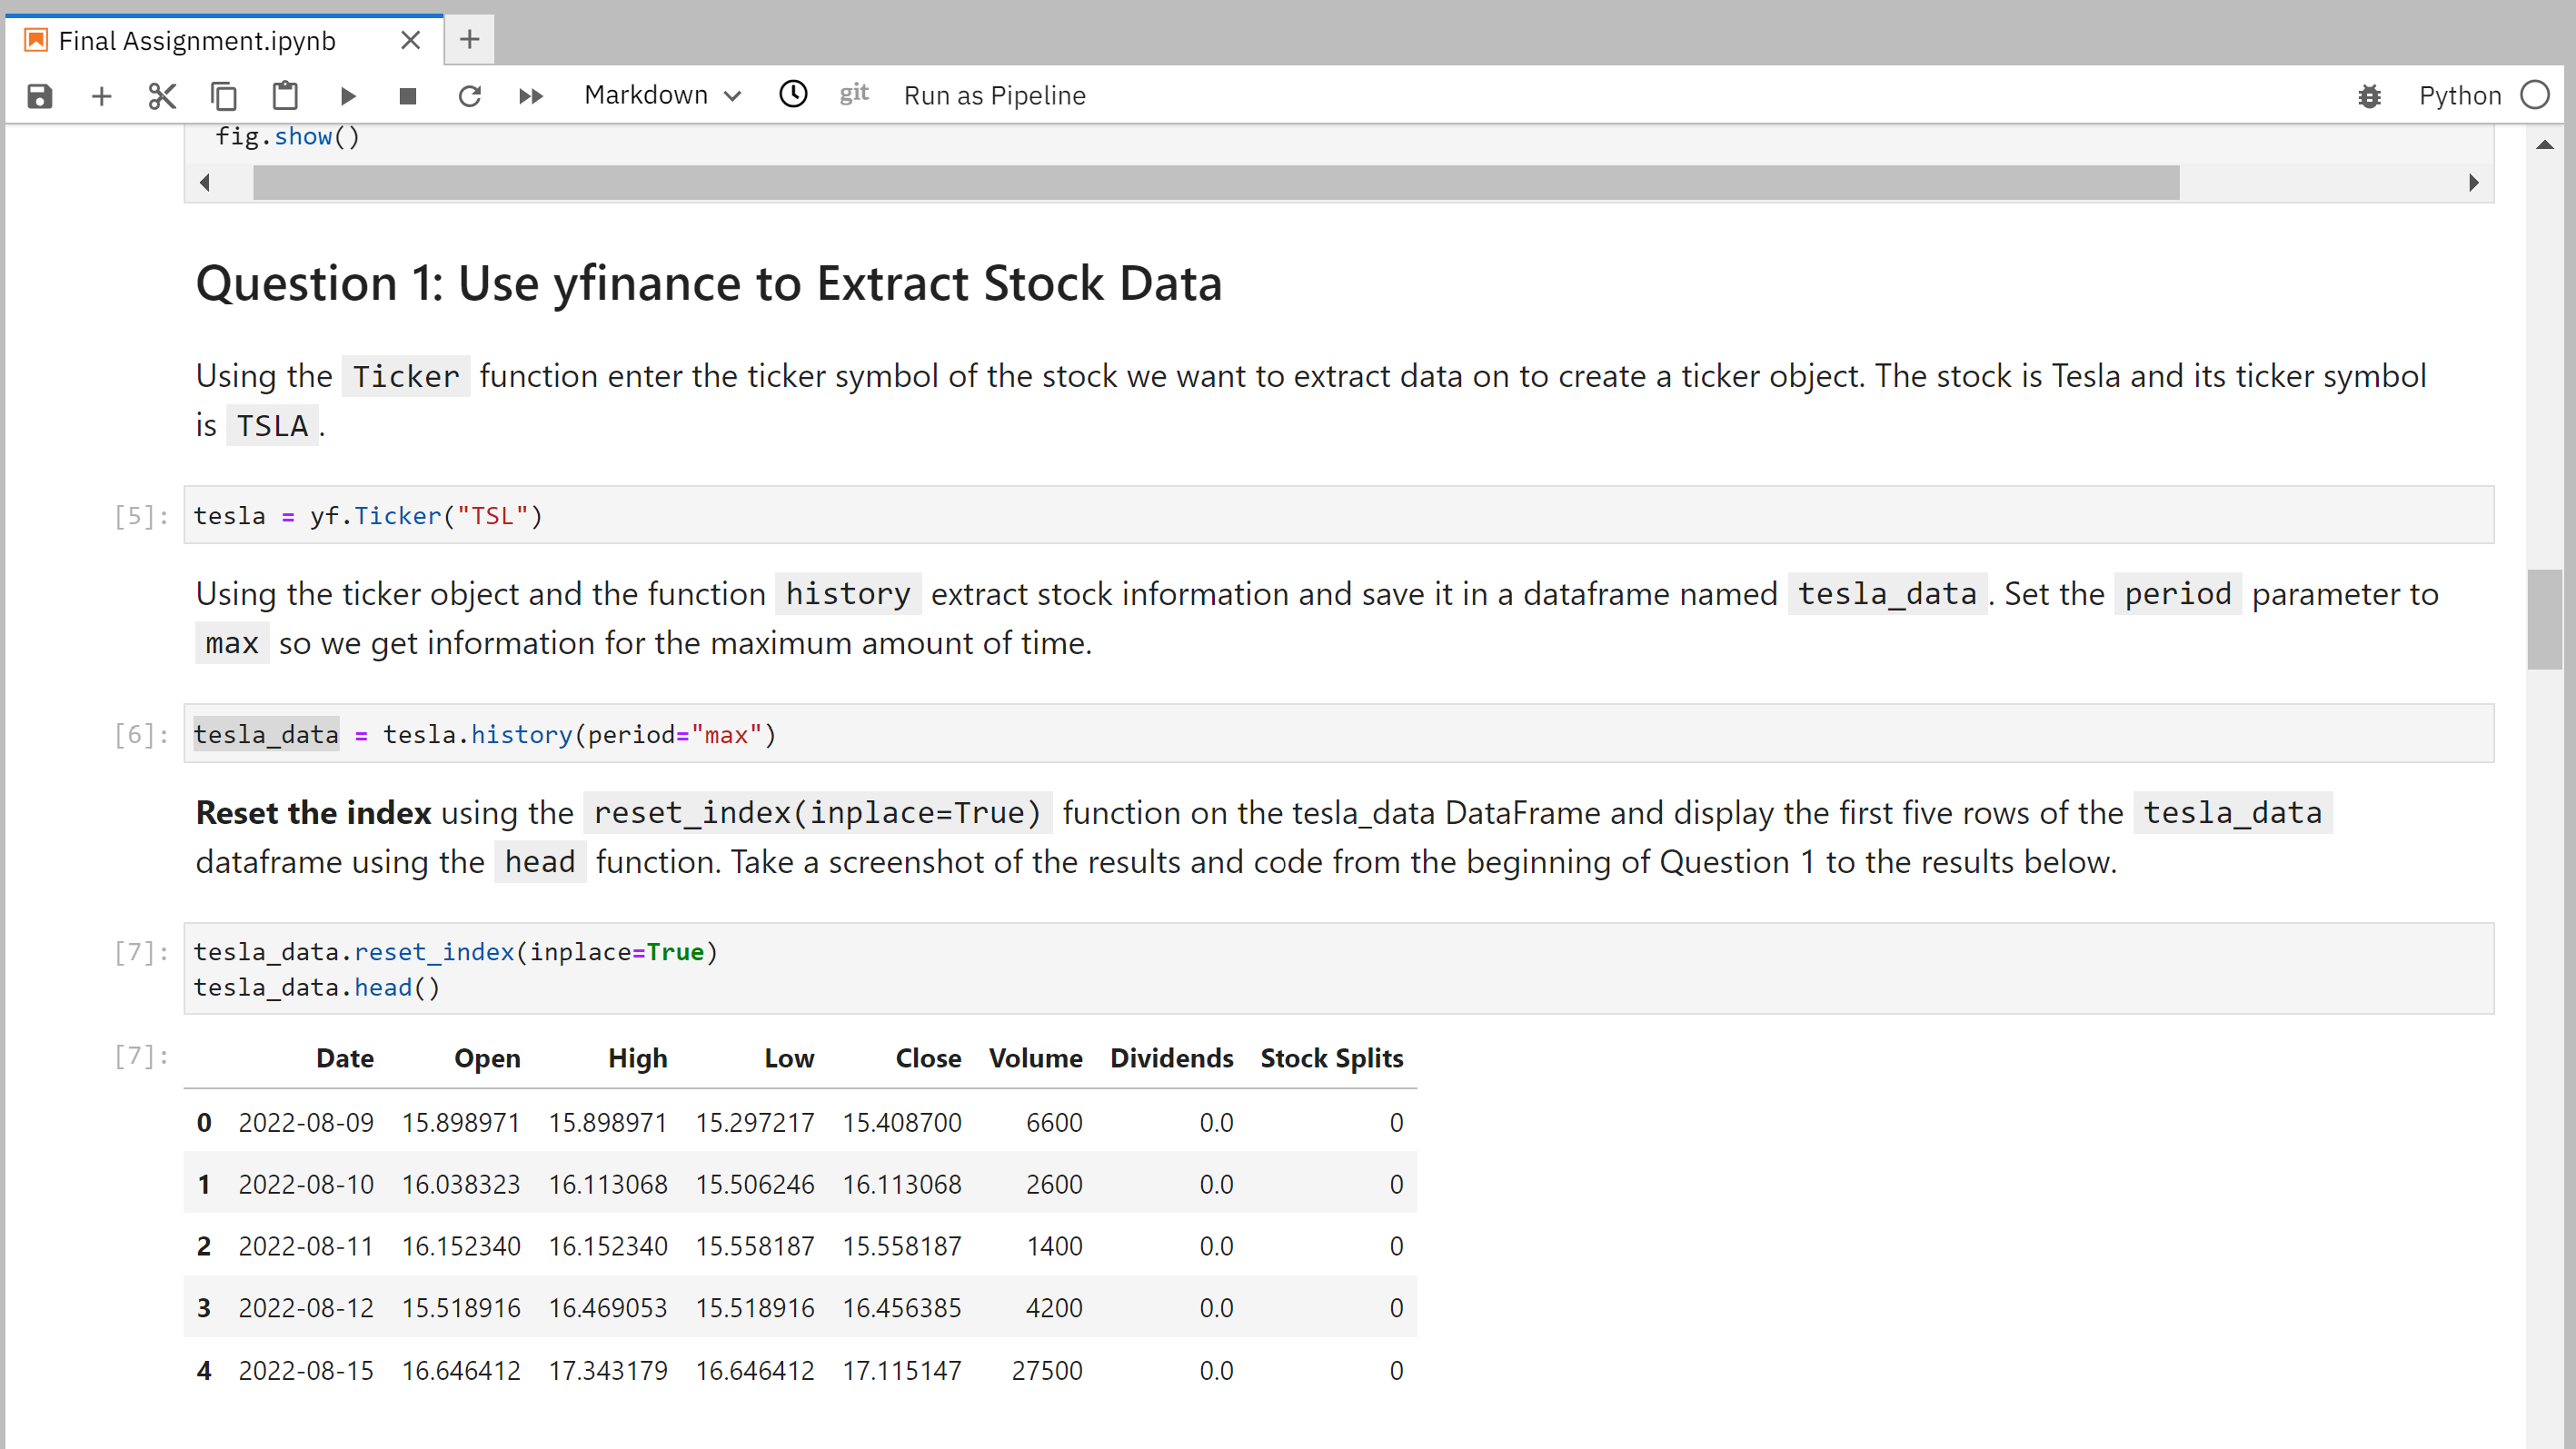 Final Assignment.ipynb
Markdown git Run as Pipeline Python
fig.show()
Question 1: Use yfinance to Extract Stock Data
Using the Ticker function enter the ticker symbol of the stock we want to extract data on to create a ticker object. The stock is Tesla and its ticker symbol
is TSLA .
[5]: tesla = yf.Ticker("TSL")
Using the ticker object and the function history extract stock information and save it in a dataframe named tesla_data . Set the period parameter to
max so we get information for the maximum amount of time.
[6]: tesla_data = tesla.history(period="max")
Reset the index using the reset_index(inplace=True) function on the tesla_data DataFrame and display the first five rows of the tesla_data
dataframe using the head function. Take a screenshot of the results and code from the beginning of Question 1 to the results below.
[7]: tesla_data.reset_index(inplace=True)
tesla_data.head()
[7]: Date Open High Low Close Volume Dividends Stock Splits
0 2022-08-09 15.898971 15.898971 15.297217 15.408700 6600 0.0 0
1 2022-08-10 16.038323 16.113068 15.506246 16.113068 2600 0.0 0
2 2022-08-11 16.152340 16.152340 15.558187 15.558187 1400 0.0 0
3 2022-08-12 15.518916 16.469053 15.518916 16.456385 4200 0.0 0
4 2022-08-15 16.646412 17.343179 16.646412 17.115147 27500 0.0 0